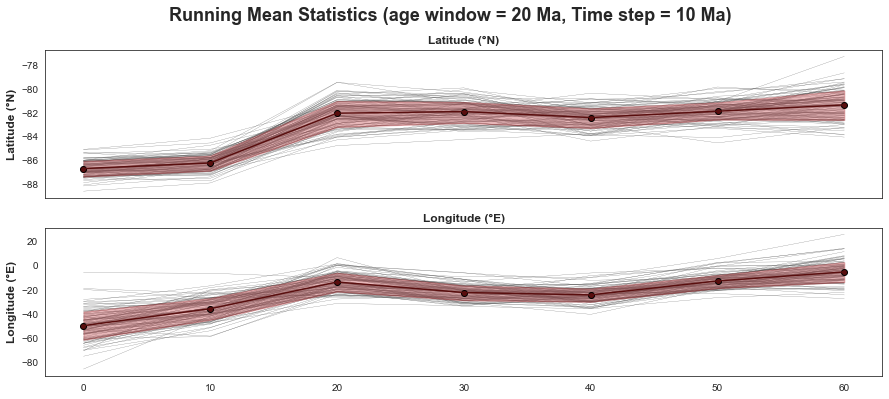 Running Mean Statistics (age window = 20 Ma, Time step = 10 Ma)
Latitude (°N)
Latitude (°N)
−78
−80
−82
−84
−86
−88
Longitude (°E)
Longitude (°E)
20
0
−20
−40
−60
−80
0 10 20 30 40 50 60